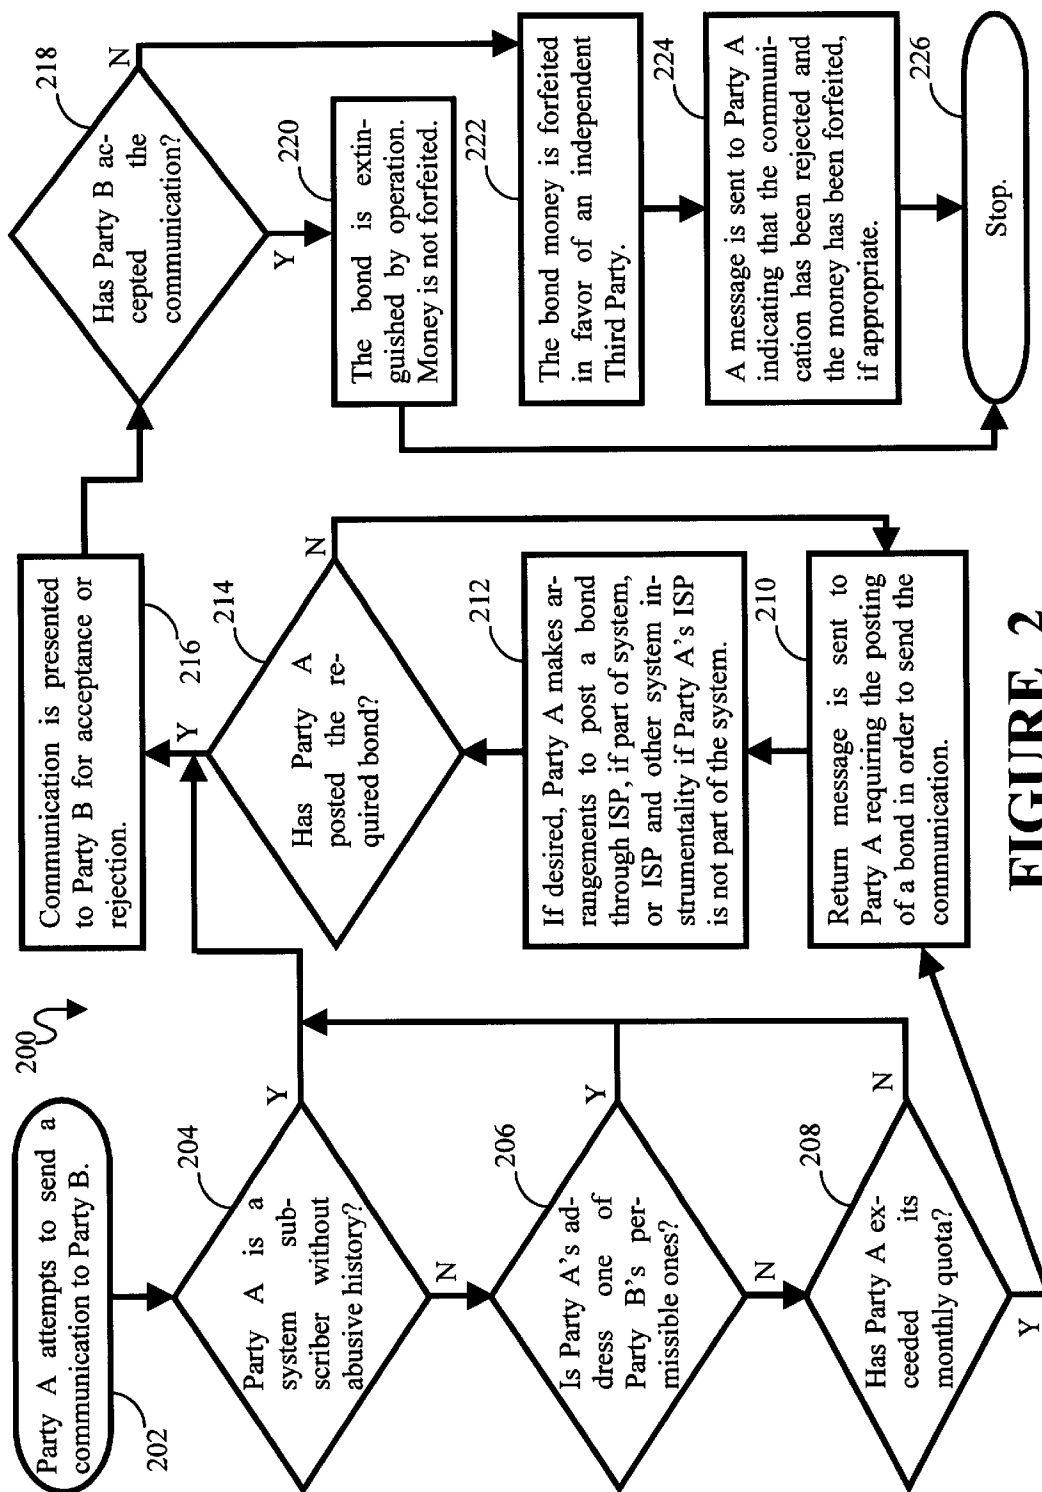 200
Party A attempts to send a
communication to Party B.
202
Party A is a
system sub-
scriber without
abusive history?
204
Y
N
Is Party A's ad-
dress one of
Party B's per-
missible ones?
206
Y
N
Has Party A ex-
ceeded its
monthly quota?
208
N
Y
Return message is sent to
Party A requiring the posting
of a bond in order to send the
communication.
210
If desired, Party A makes ar-
rangements to post a bond
through ISP, if part of system,
or ISP and other system in-
strumentality if Party A's ISP
is not part of the system.
212
Has Party A
posted the re-
quired bond?
214
N
Y
Communication is presented
to Party B for acceptance or
rejection.
216
Has Party B ac-
cepted the
communication?
218
N
Y
The bond is extin-
guished by operation.
Money is not forfeited.
220
The bond money is forfeited
in favor of an independent
Third Party.
222
A message is sent to Party A
indicating that the communi-
cation has been rejected and
the money has been forfeited,
if appropriate.
224
Stop.
226
FIGURE 2